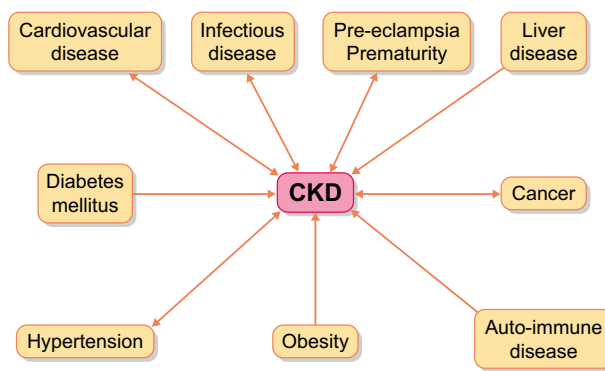 Cardiovascular
disease
Infectious
disease
Pre-eclampsia
Prematurity
Liver
disease
Diabetes
mellitus
CKD
Cancer
Hypertension
Obesity
Auto-immune
disease